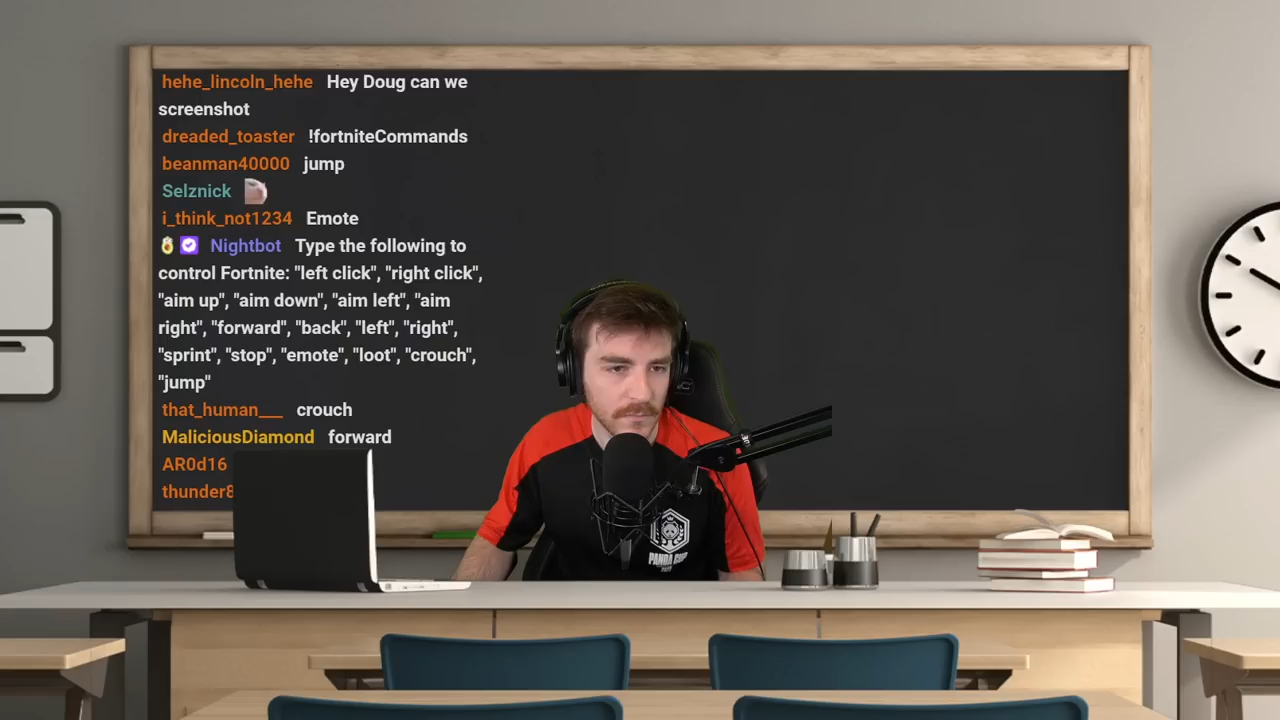 hehe_lincoln_hehe Hey Doug can we
screenshot
dreaded_toaster !fortniteCommands
beanman40000 jump
Selznick
i_think_not1234 Emote
Nightbot Type the following to
control Fortnite: "left click", "right click",
"aim up", "aim down", "aim left", "aim
right", "forward", "back", "left", "right",
"sprint", "stop", "emote", "loot", "crouch",
"jump"
that_human___ crouch
MaliciousDiamond forward
AR0d16
thunder8
PANDA CUP